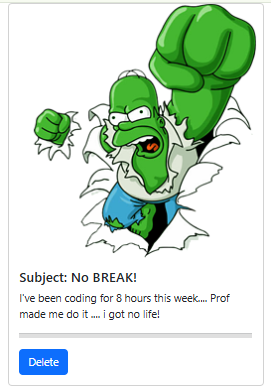 Subject: No BREAK!
I've been coding for 8 hours this week.... Prof
made me do it .... i got no life!
Delete